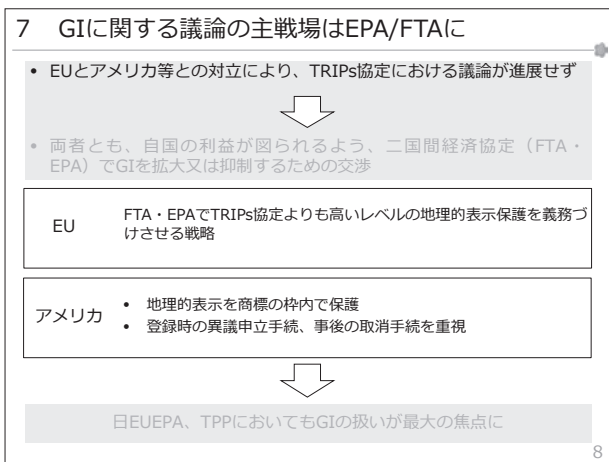 7 GIに関する議論の主戦場はEPA/FTAに
• EUとアメリカ等との対立により、TRIPs協定における議論が進展せず
• 両者とも、自国の利益が図られるよう、二国間経済協定（FTA・
EPA）でGIを拡大又は抑制するための交渉
EU
FTA・EPAでTRIPs協定よりも高いレベルの地理的表示保護を義務づ
けさせる戦略
アメリカ
• 地理的表示を商標の枠内で保護
• 登録時の異議申立手続、事後の取消手続を重視
日EUEPA、TPPにおいてもGIの扱いが最大の焦点に
8